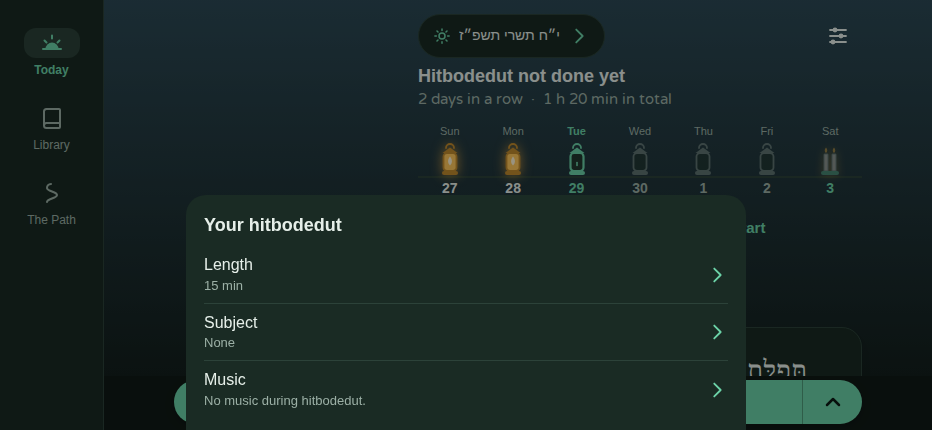 Today
Library
The Path
י״ח תשרי תשפ״ז
Hitbodedut not done yet
2 days in a row · 1 h 20 min in total
Sun Mon Tue Wed Thu Fri Sat
27 28 29 30 1 2 3
art
Your hitbodedut
Length
15 min
Subject
None
Music
No music during hitbodedut.
תפלת